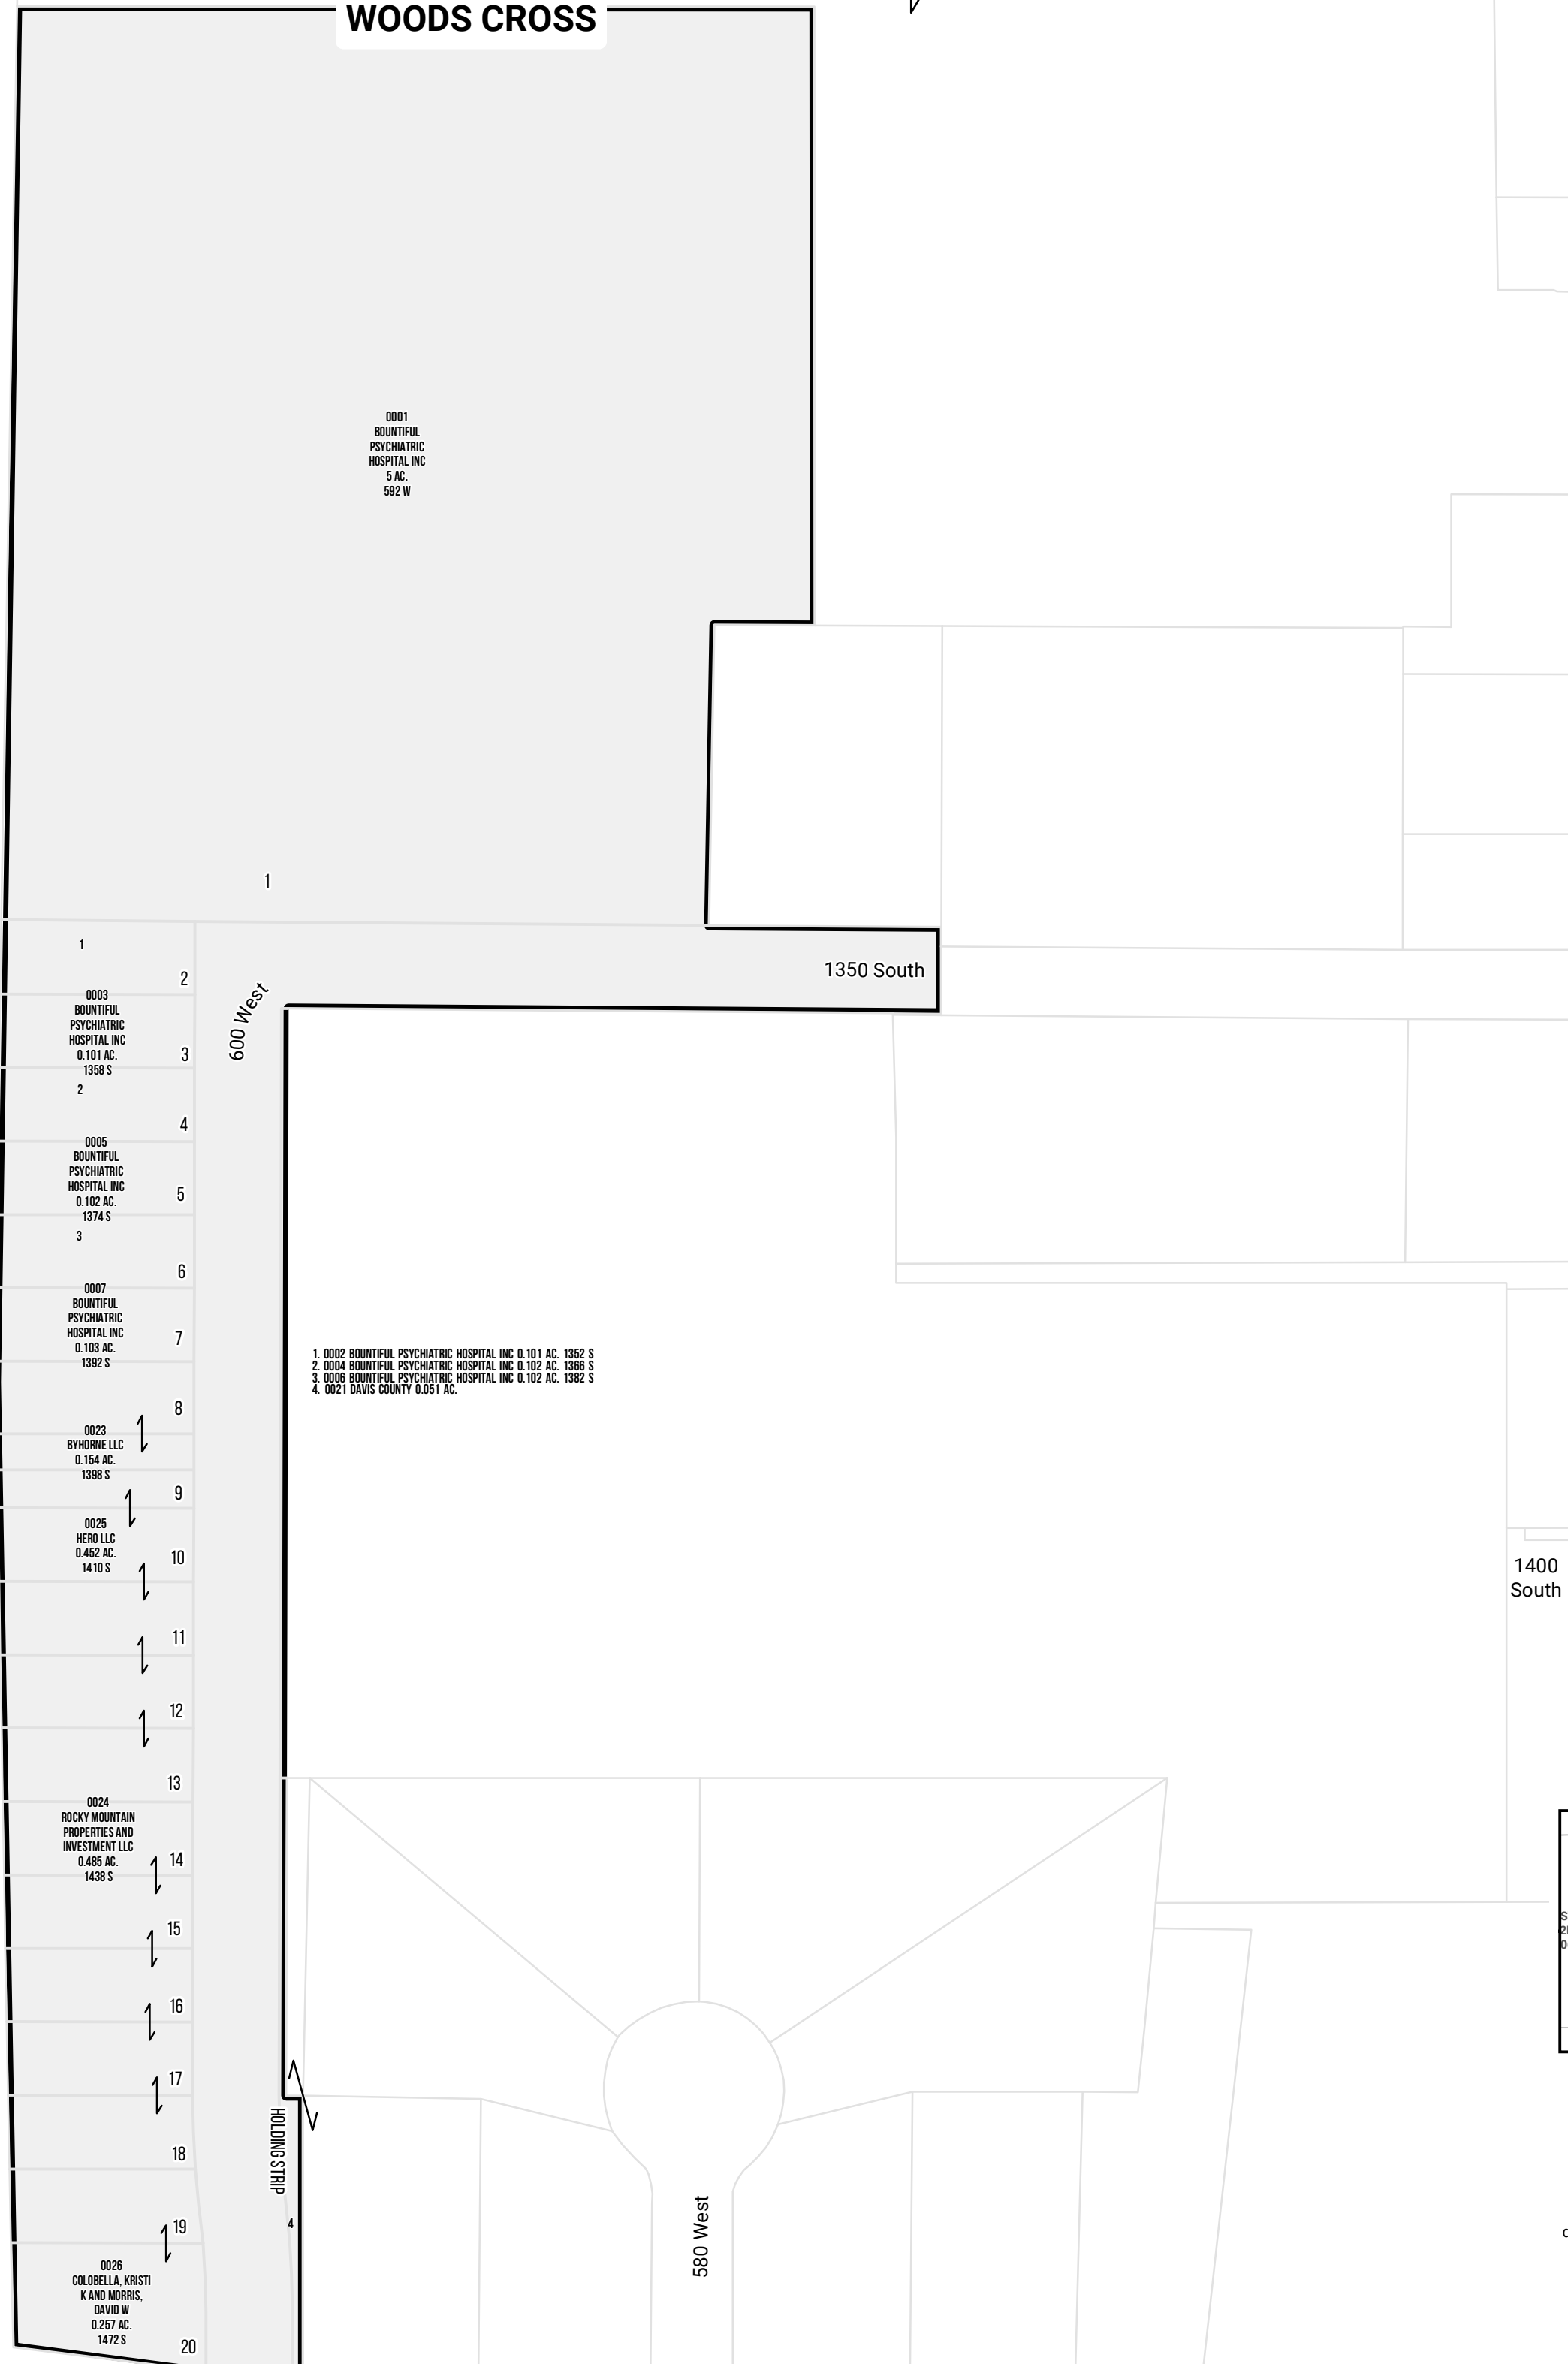 WOODS CROSS
0001
BOUNTIFUL
PSYCHIATRIC
HOSPITAL INC
5 AC.
592 W
1
1350 South
600 West
1
2
0003
BOUNTIFUL
PSYCHIATRIC
HOSPITAL INC
0.101 AC.
1358 S
3
2
4
0005
BOUNTIFUL
PSYCHIATRIC
HOSPITAL INC
0.102 AC.
1374 S
5
3
6
0007
BOUNTIFUL
PSYCHIATRIC
HOSPITAL INC
0.103 AC.
1392 S
7
1. 0002 BOUNTIFUL PSYCHIATRIC HOSPITAL INC 0.101 AC. 1352 S
2. 0004 BOUNTIFUL PSYCHIATRIC HOSPITAL INC 0.102 AC. 1366 S
3. 0006 BOUNTIFUL PSYCHIATRIC HOSPITAL INC 0.102 AC. 1382 S
4. 0021 DAVIS COUNTY 0.051 AC.
8
0023
BYHORNE LLC
0.154 AC.
1398 S
9
0025
HERO LLC
0.452 AC.
1410 S
10
1400
South
11
12
13
0024
ROCKY MOUNTAIN
PROPERTIES AND
INVESTMENT LLC
0.485 AC.
1438 S
14
15
16
17
18
HOLDING STRIP
4
19
580 West
0026
COLOBELLA, KRISTI
K AND MORRIS,
DAVID W
0.257 AC.
1472 S
20